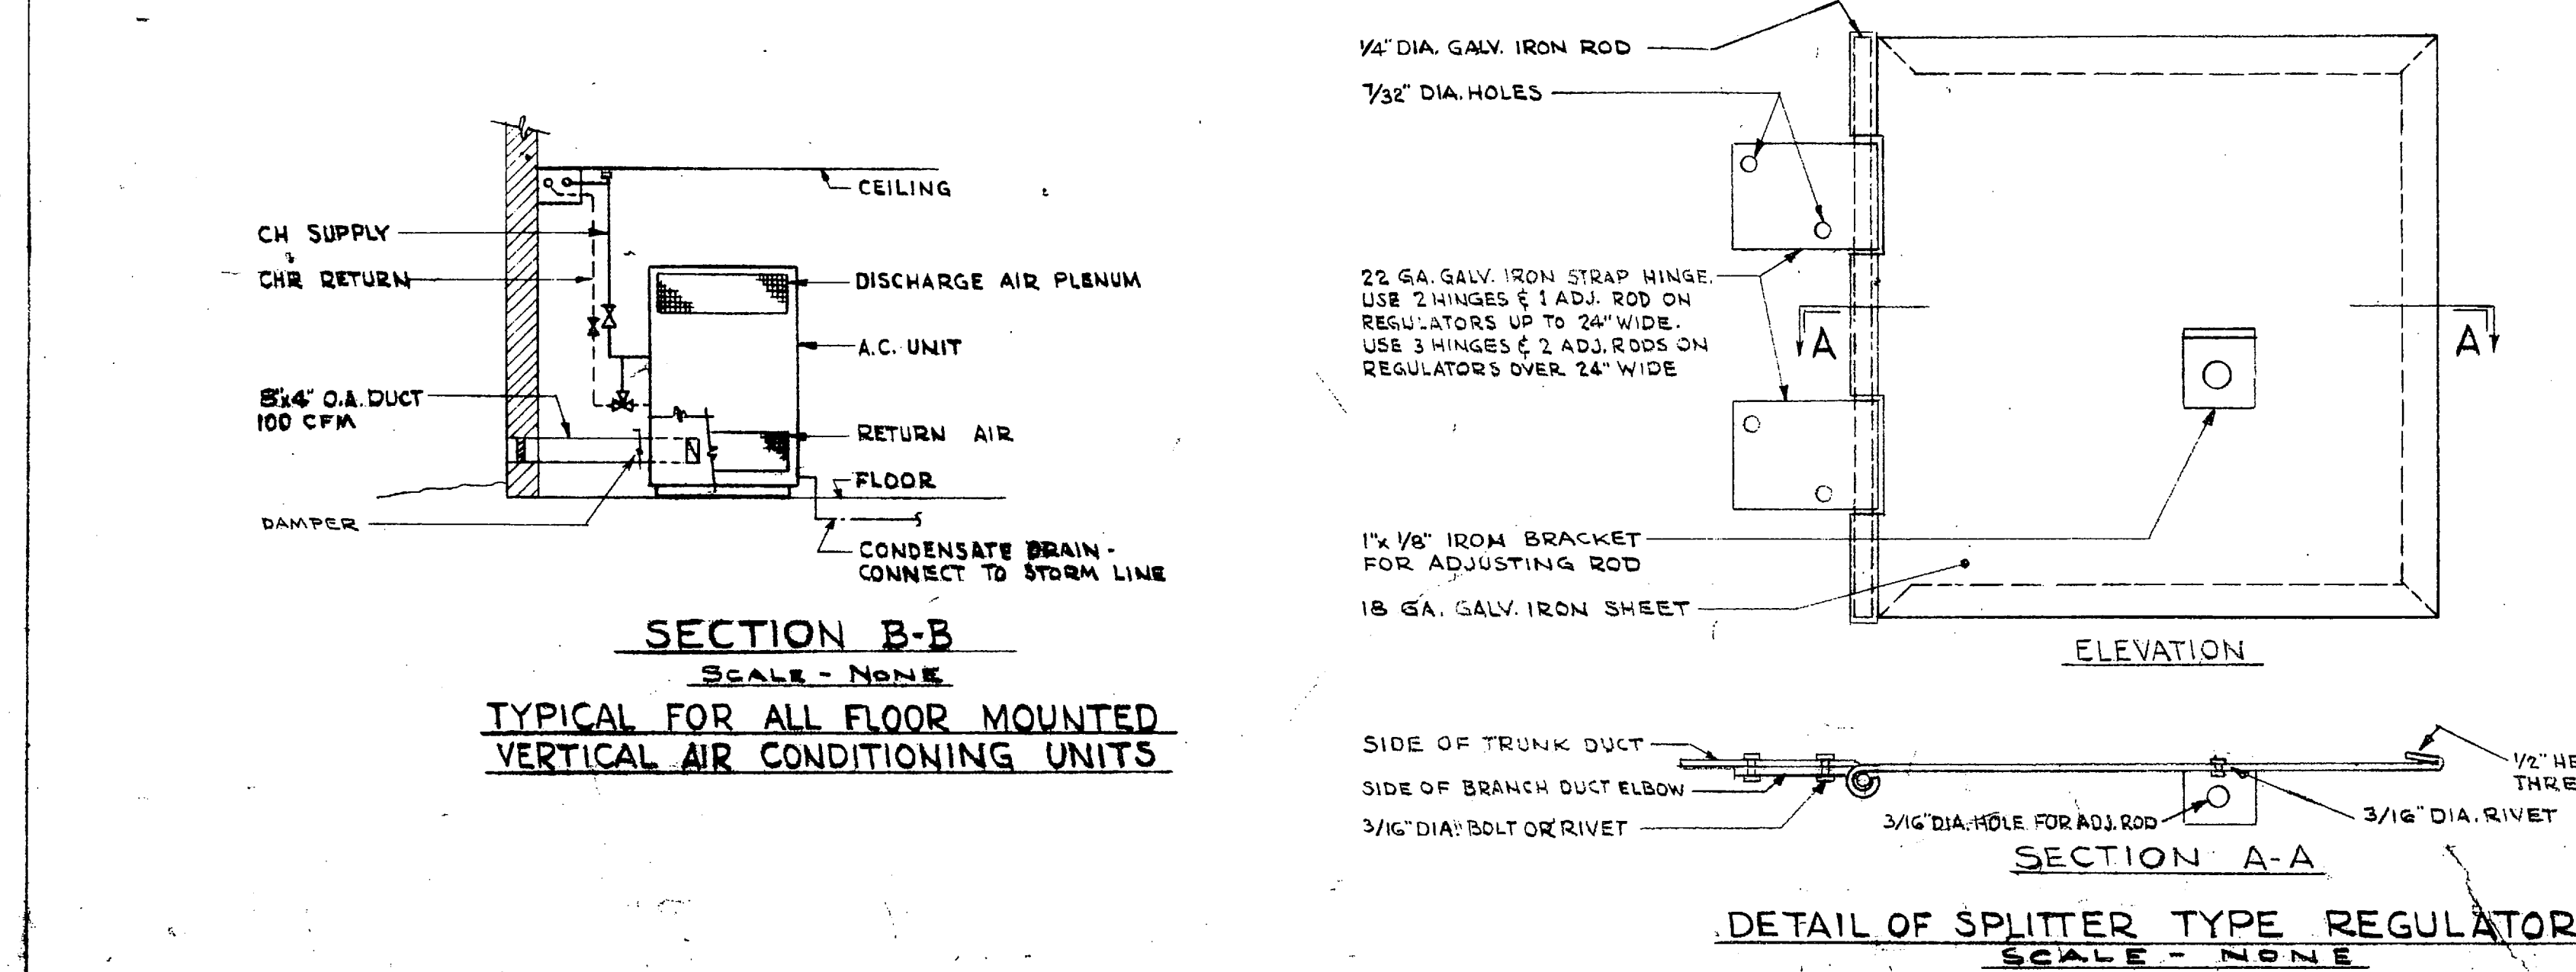 CEILING
CH SUPPLY
CHR RETURN
DISCHARGE AIR PLENUM
A.C. UNIT
8"x4" O.A. DUCT
100 CFM
RETURN AIR
FLOOR
DAMPER
CONDENSATE DRAIN -
CONNECT TO STORM LINE
SECTION B-B
SCALE - NONE
TYPICAL FOR ALL FLOOR MOUNTED
VERTICAL AIR CONDITIONING UNITS
1/4" DIA. GALV. IRON ROD
7/32" DIA. HOLES
22 GA. GALV. IRON STRAP HINGE.
USE 2 HINGES & 1 ADJ. ROD ON
REGULATORS UP TO 24" WIDE.
USE 3 HINGES & 2 ADJ. RODS ON
REGULATORS OVER 24" WIDE
A
A
1"x 1/8" IRON BRACKET
FOR ADJUSTING ROD
18 GA. GALV. IRON SHEET
ELEVATION
SIDE OF TRUNK DUCT
SIDE OF BRANCH DUCT ELBOW
3/16" DIA. BOLT OR RIVET
3/16" DIA. HOLE FOR ADJ. ROD
3/16" DIA. RIVET
1/2" HE
THRE
SECTION A-A
DETAIL OF SPLITTER TYPE REGULATOR
SCALE - NONE